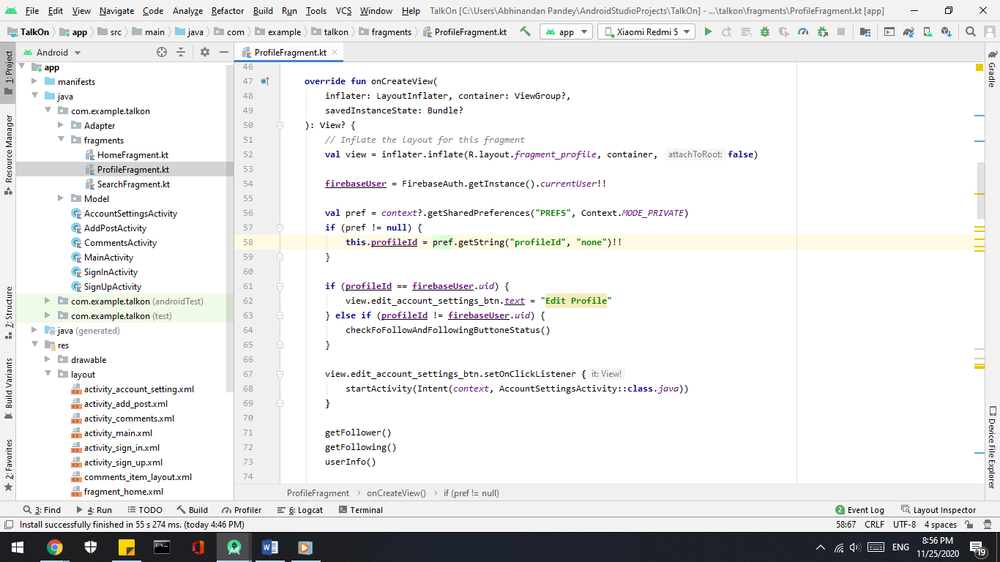 File Edit View Navigate Code Analyze Refactor Build Run Tools VCS Window Help TalkOn [C:\Users\Abhinandan Pandey\AndroidStudioProjects\TalkOn] - ...\talkon\fragments\ProfileFragment.kt [app]
TalkOn app src main java com example talkon fragments ProfileFragment.kt app Xiaomi Redmi 5
Android ProfileFragment.kt
1: Project
Resource Manager
7: Structure
Build Variants
2: Favorites
app
manifests
java
com.example.talkon
Adapter
fragments
HomeFragment.kt
ProfileFragment.kt
SearchFragment.kt
Model
AccountSettingsActivity
AddPostActivity
CommentsActivity
MainActivity
SignInActivity
SignUpActivity
com.example.talkon (androidTest)
com.example.talkon (test)
java (generated)
res
drawable
layout
activity_account_setting.xml
activity_add_post.xml
activity_comments.xml
activity_main.xml
activity_sign_in.xml
activity_sign_up.xml
comments_item_layout.xml
fragment_home.xml
46
47 override fun onCreateView(
48 inflater: LayoutInflater, container: ViewGroup?,
49 savedInstanceState: Bundle?
50 ): View? {
51 // Inflate the layout for this fragment
52 val view = inflater.inflate(R.layout.fragment_profile, container, attachToRoot: false)
53
54 firebaseUser = FirebaseAuth.getInstance().currentUser!!
55
56 val pref = context?.getSharedPreferences("PREFS", Context.MODE_PRIVATE)
57 if (pref != null) {
58 this.profileId = pref.getString("profileId", "none")!!
59 }
60
61 if (profileId == firebaseUser.uid) {
62 view.edit_account_settings_btn.text = "Edit Profile"
63 } else if (profileId != firebaseUser.uid) {
64 checkFoFollowAndFollowingButtoneStatus()
65 }
66
67 view.edit_account_settings_btn.setOnClickListener { it: View!
68 startActivity(Intent(context, AccountSettingsActivity::class.java))
69 }
70
71 getFollower()
72 getFollowing()
73 userInfo()
74
Gradle
Device File Explorer
ProfileFragment › onCreateView() › if (pref != null)
3: Find 4: Run TODO Build Profiler 6: Logcat Terminal 2 Event Log Layout Inspector
Install successfully finished in 55 s 274 ms. (today 4:46 PM) 58:67 CRLF UTF-8 4 spaces
W ENG 8:56 PM
11/25/2020 19